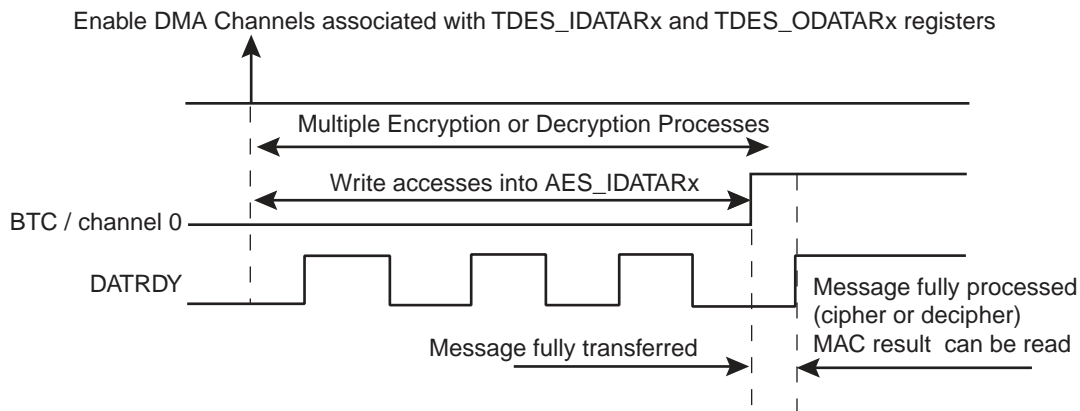 Enable DMA Channels associated with TDES_IDATARx and TDES_ODATARx registers
Multiple Encryption or Decryption Processes
Write accesses into AES_IDATARx
BTC / channel 0
DATRDY
Message fully processed
(cipher or decipher)
MAC result can be read
Message fully transferred